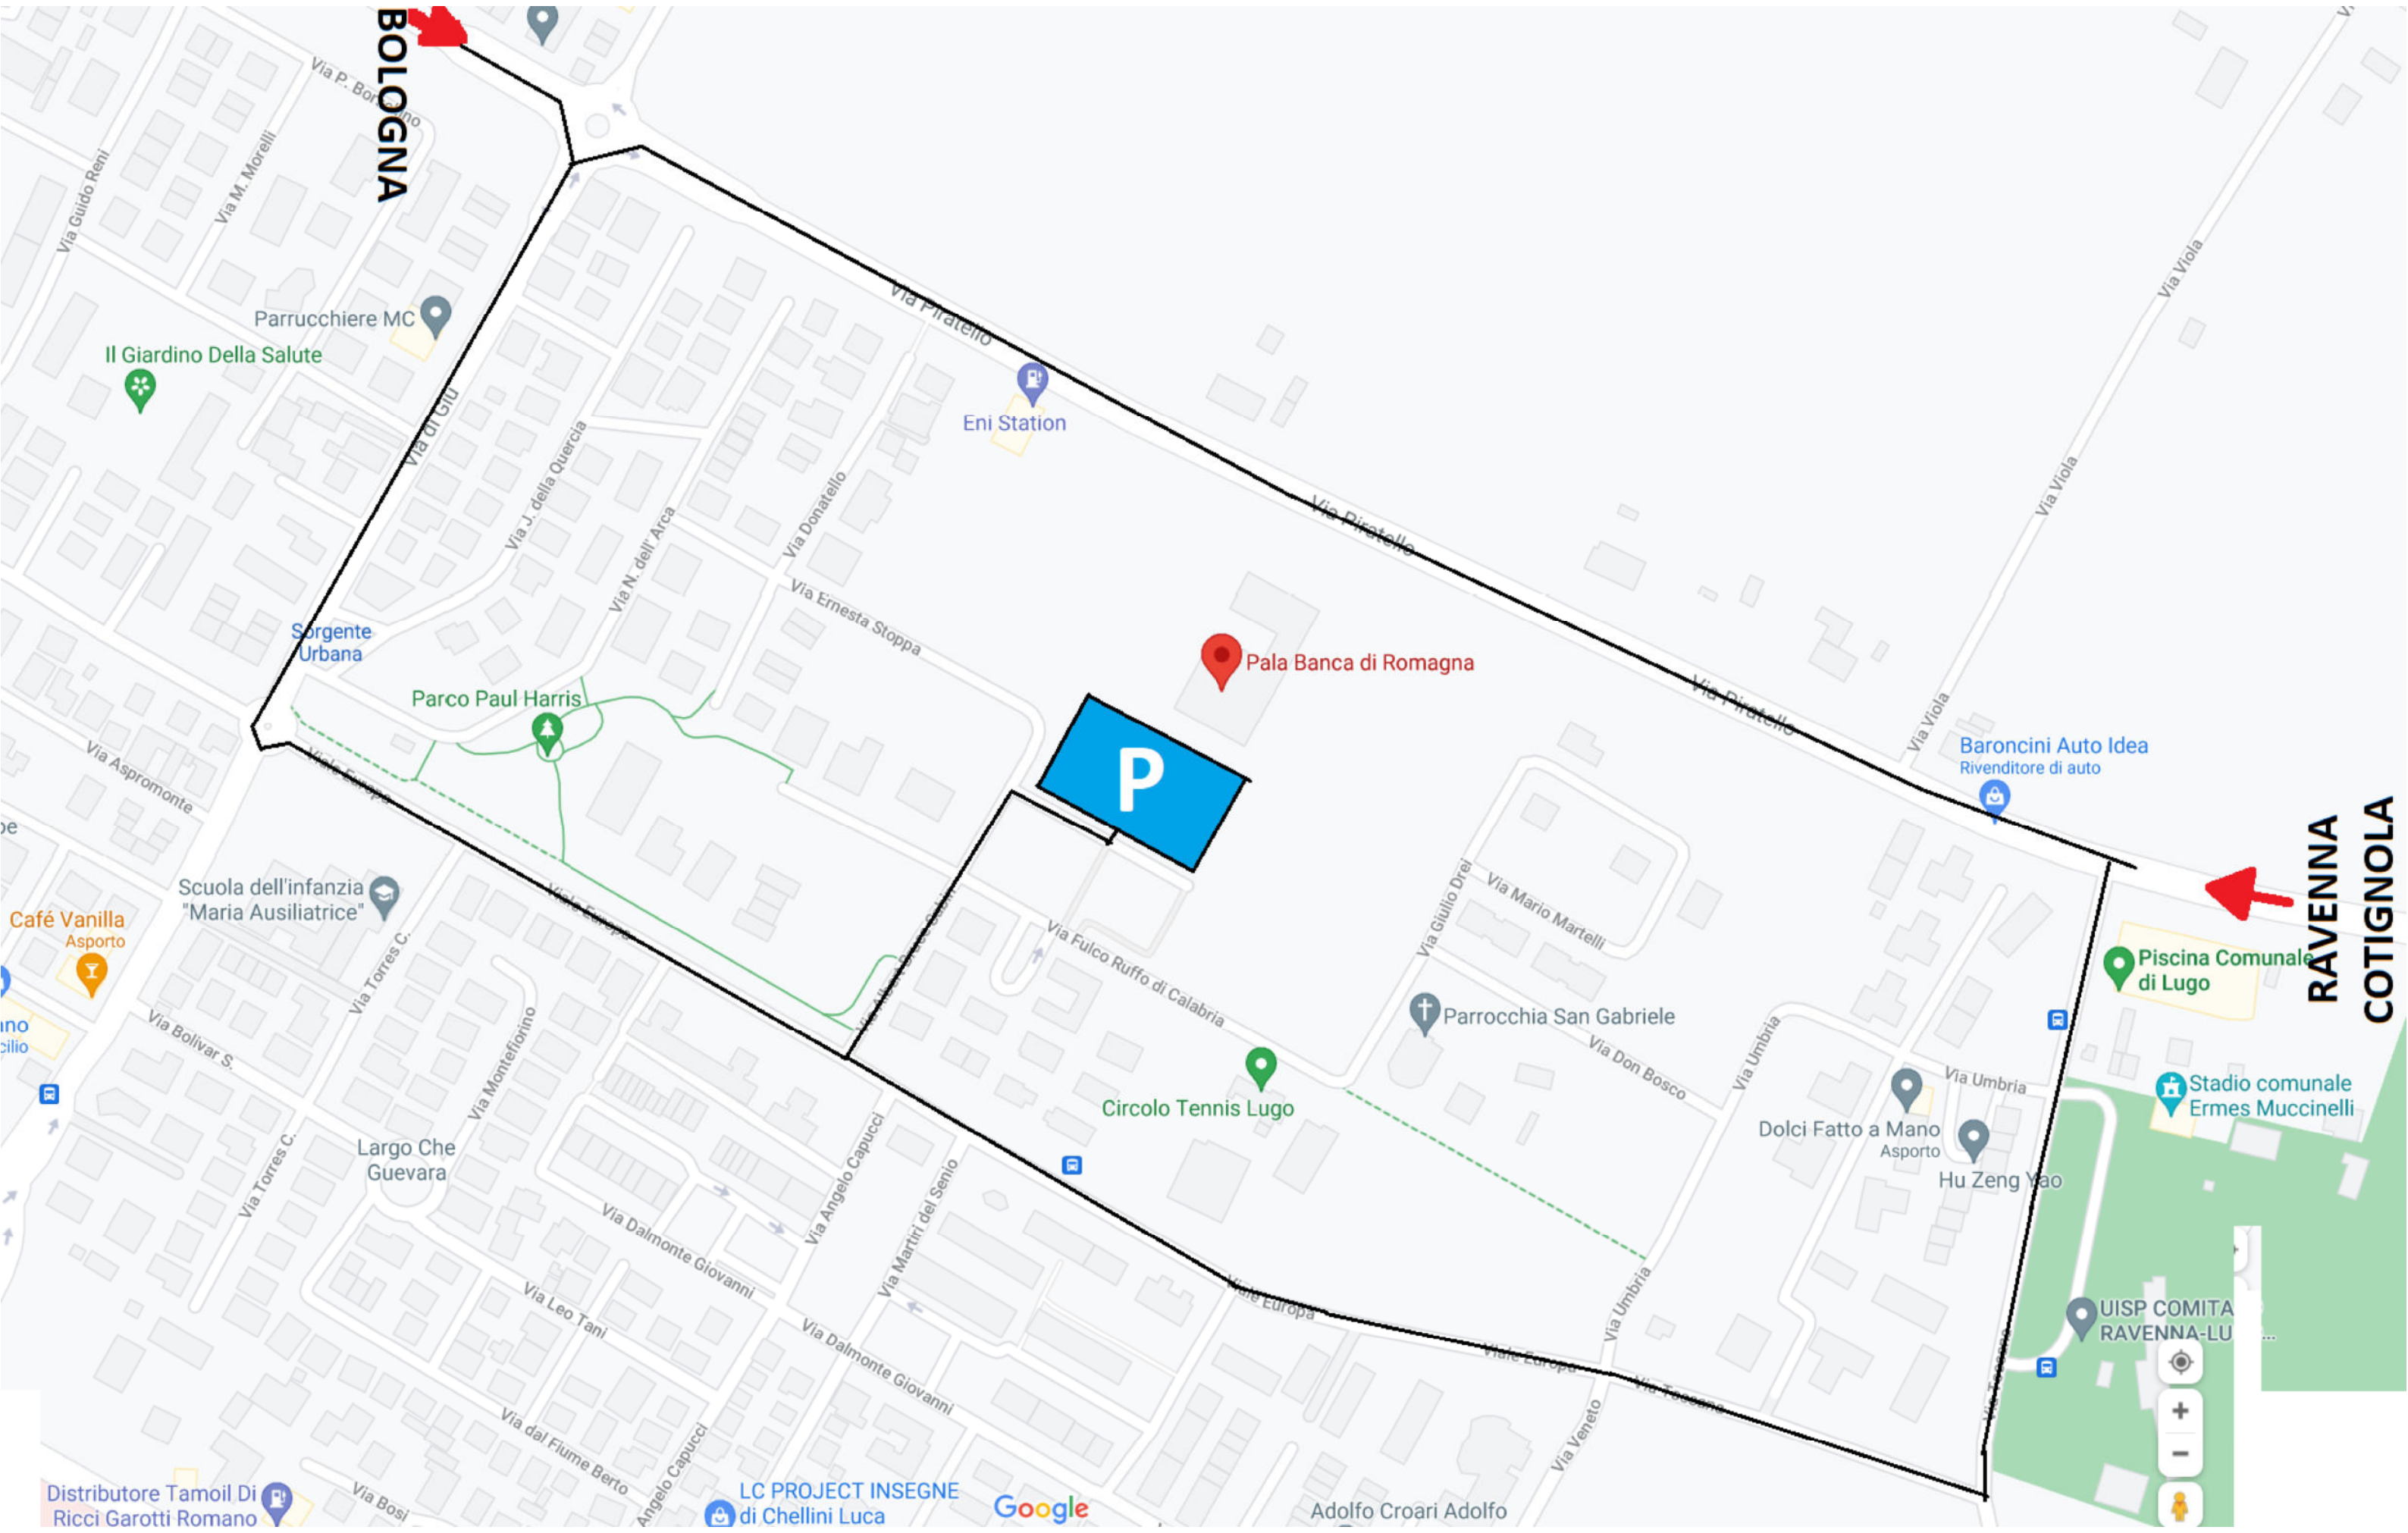 BOLOGNA
Via P. Borsellino
Via M. Morelli
Via Guido Reni
Parrucchiere MC
Il Giardino Della Salute
Via di Giù
Via Piratello
Eni Station
Via J. della Quercia
Via N. dell' Arca
Via Donatello
Via Ernesta Stoppa
Via Piratello
Via Viola
Via Viola
Via Viola
Via Piratello
Pala Banca di Romagna
Sorgente
Urbana
Parco Paul Harris
P
Viale Europa
Via Aspromonte
Baroncini Auto Idea
Rivenditore di auto
RAVENNA
COTIGNOLA
Scuola dell'infanzia
"Maria Ausiliatrice"
Café Vanilla
Asporto
Viale Europa
Via Torres C.
Via Fulco Ruffo di Calabria
Via Giulio Drei
Via Mario Martelli
Piscina Comunale
di Lugo
Parrocchia San Gabriele
Via Don Bosco
Via Umbria
Via Umbria
Via Bolivar S.
Via Montefiorino
Circolo Tennis Lugo
Stadio comunale
Ermes Muccinelli
Dolci Fatto a Mano
Asporto
Hu Zeng Yao
Largo Che
Guevara
Via Torres C.
Via Angelo Capucci
Via Martiri del Senio
Via Dalmonte Giovanni
Via Leo Tani
Viale Europa
Via Umbria
UISP COMITA
RAVENNA-LU
...
Via Dalmonte Giovanni
Viale Europa
Via Toscana
Via Toscana
Via Veneto
Via dal Fiume Berto
Angelo Capucci
Via Bosi
Distributore Tamoil Di
Ricci Garotti Romano
LC PROJECT INSEGNE
di Chellini Luca
Google
Adolfo Croari Adolfo
+
−